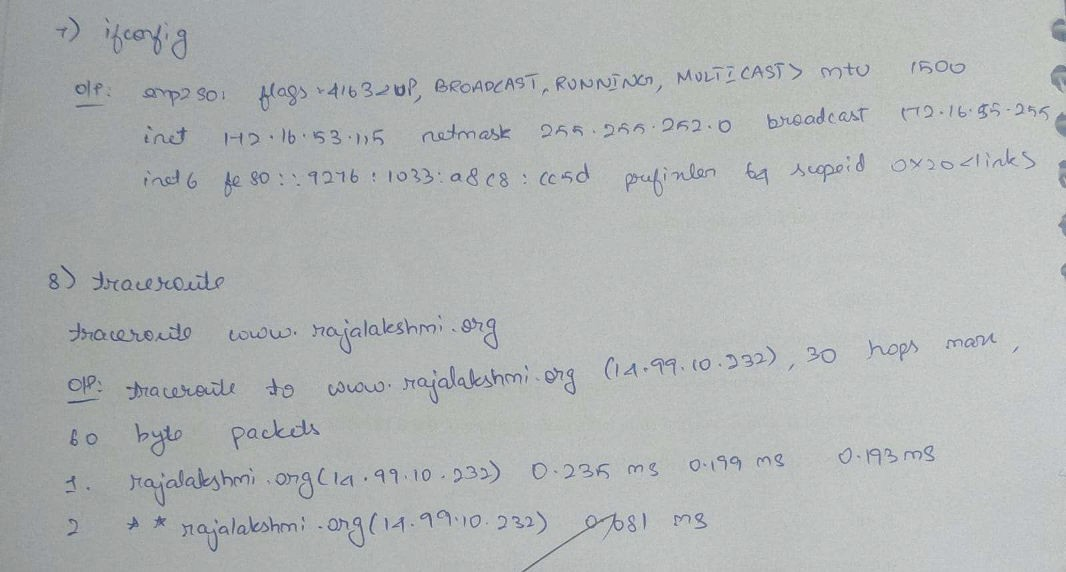 7) ifconfig
O/P: enp2s0: flags=4163<UP, BROADCAST, RUNNING, MULTICAST> mtu 1500
inet 172.16.53.115 netmask 255.255.252.0 broadcast 172.16.55.255
inet6 fe80::9276:1033:a8c8:cc5d prefixlen 64 scopeid 0x20<links
8) traceroute
traceroute www.rajalakshmi.org
O/P: traceroute to www.rajalakshmi.org (14.99.10.232), 30 hops max,
60 byte packets
1. rajalakshmi.org(14.99.10.232) 0.235 ms 0.199 ms 0.193 ms
2 * * rajalakshmi.org(14.99.10.232) 0.681 ms